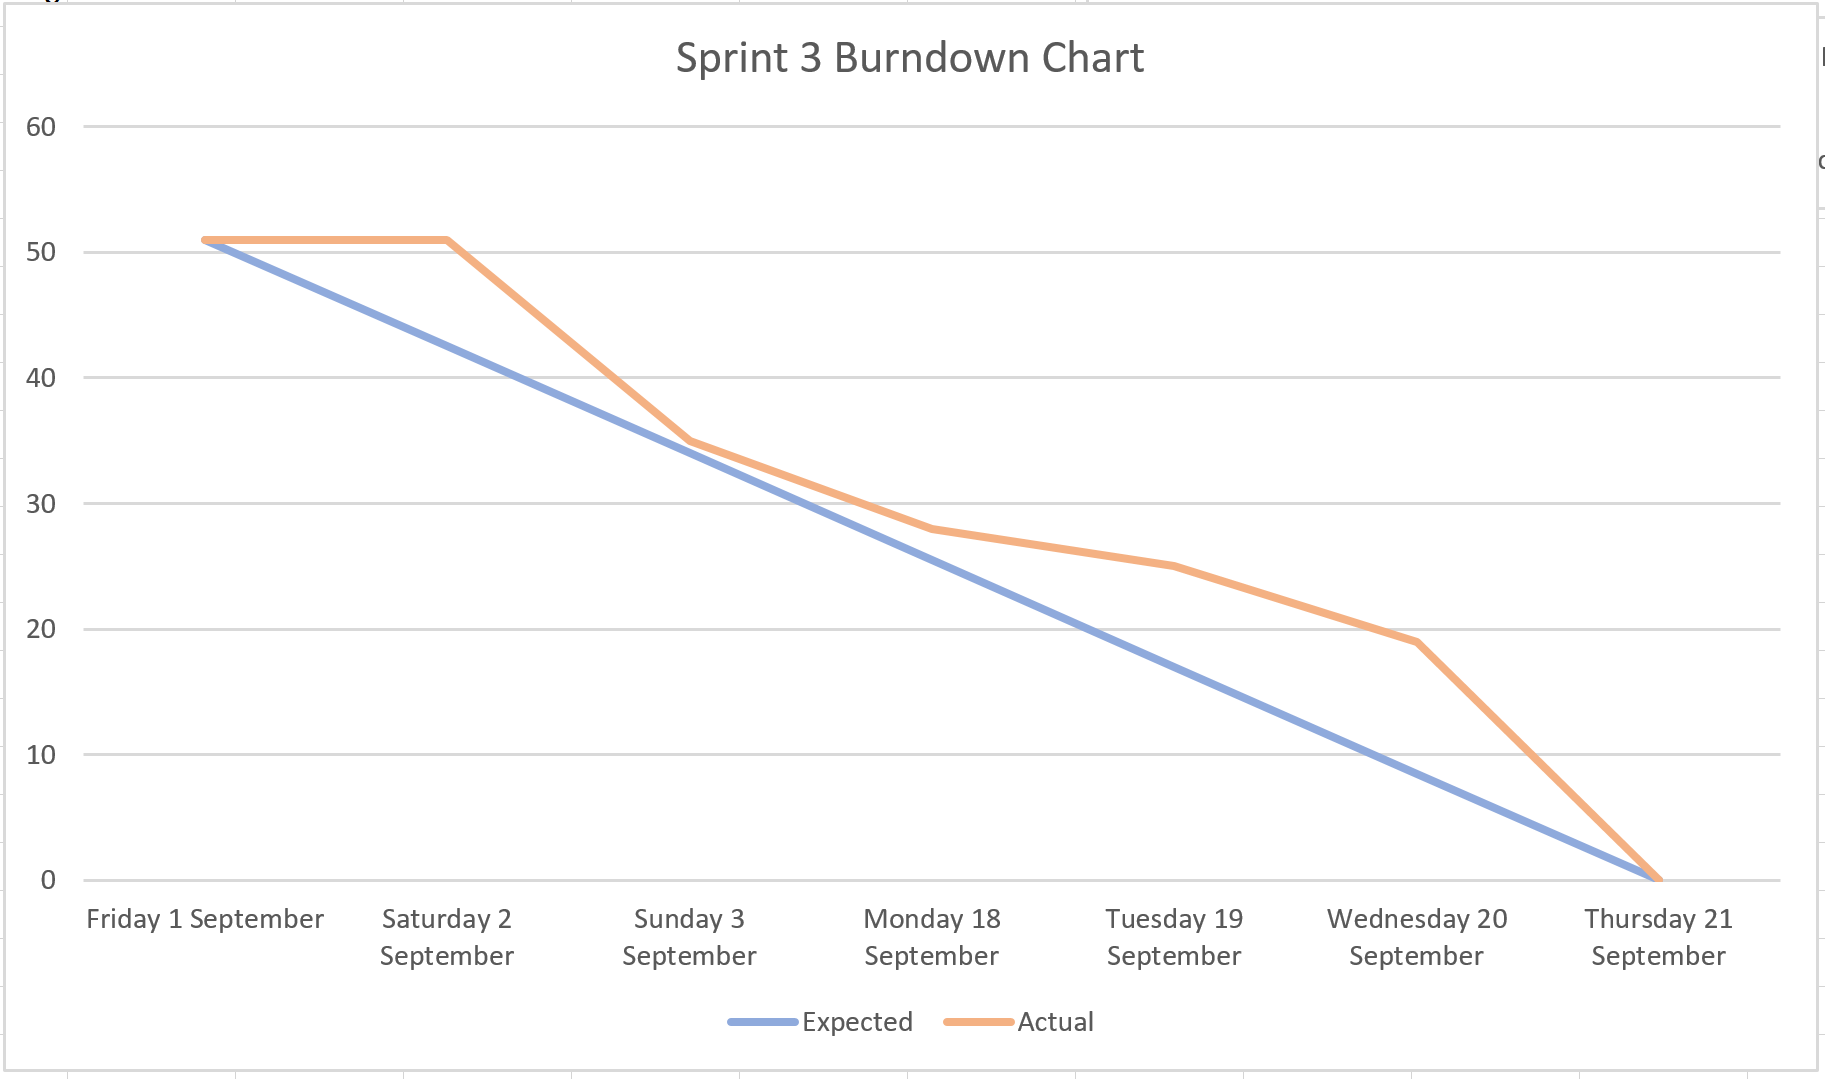 Sprint 3 Burndown Chart
60
50
40
30
20
10
0
Friday 1 September
Saturday 2
September
Sunday 3
September
Monday 18
September
Tuesday 19
September
Wednesday 20
September
Thursday 21
September
Expected
Actual